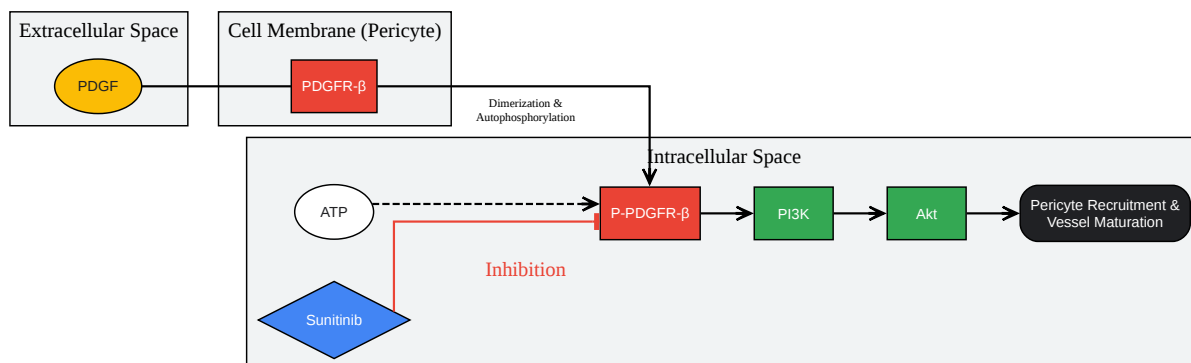 Extracellular Space
Cell Membrane (Pericyte)
PDGF
PDGFR-β
Dimerization &
Autophosphorylation
Intracellular Space
ATP
P-PDGFR-β
PI3K
Akt
Pericyte Recruitment &
Vessel Maturation
Inhibition
Sunitinib